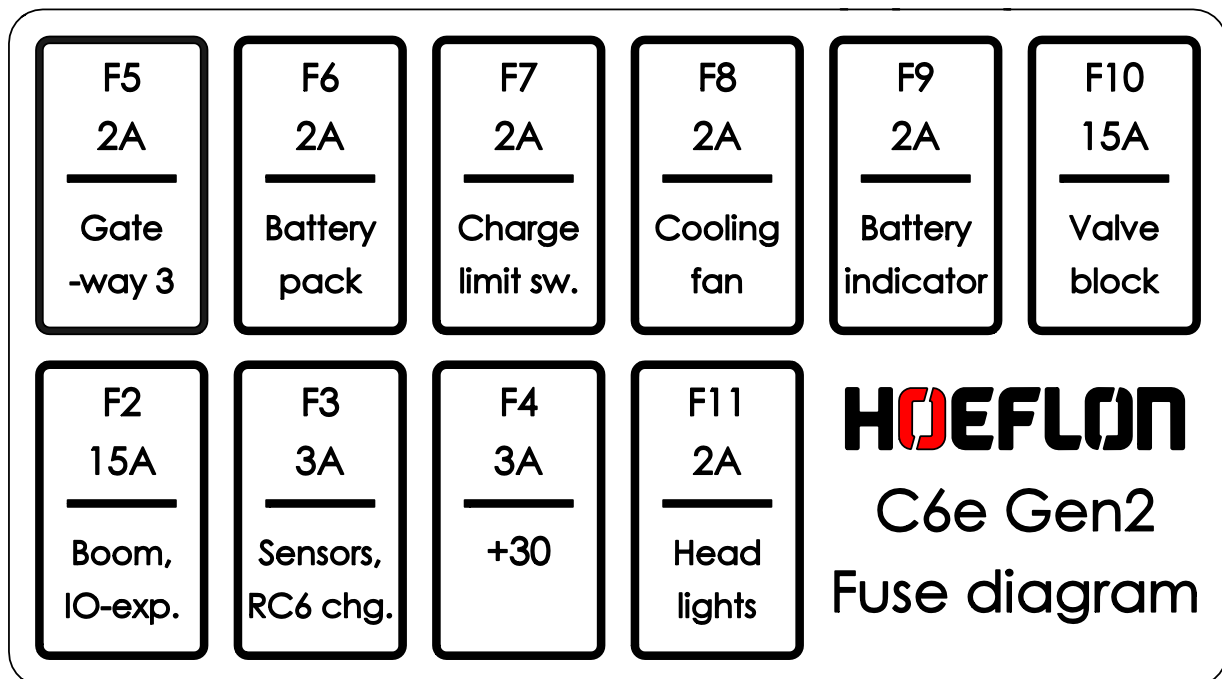 F5
2A
Gate
-way 3
F6
2A
Battery
pack
F7
2A
Charge
limit sw.
F8
2A
Cooling
fan
F9
2A
Battery
indicator
F10
15A
Valve
block
F2
15A
Boom,
IO-exp.
F3
3A
Sensors,
RC6 chg.
F4
3A
+30
F11
2A
Head
lights
HOEFLON
C6e Gen2
Fuse diagram